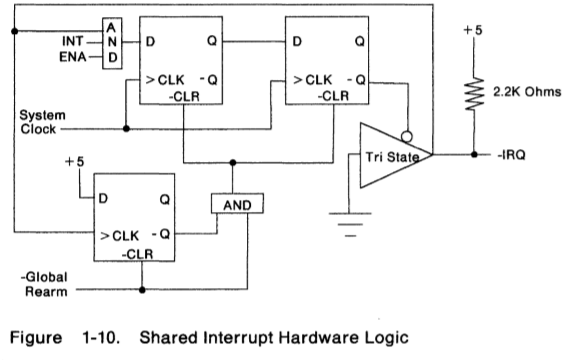 +5
A
N
D
INT
ENA
D Q
> CLK -Q
-CLR
D Q
> CLK -Q
-CLR
2.2K Ohms
System
Clock
Tri State
-IRQ
+5
D Q
> CLK -Q
-CLR
AND
-Global
Rearm
Figure 1-10. Shared Interrupt Hardware Logic